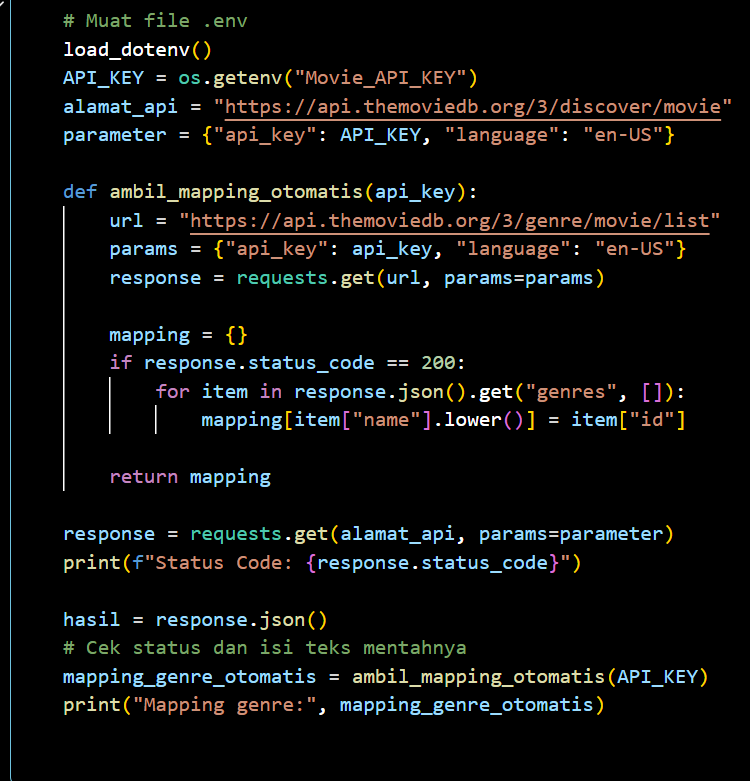 # Muat file .env
load_dotenv()
API_KEY = os.getenv("Movie_API_KEY")
alamat_api = "https://api.themoviedb.org/3/discover/movie"
parameter = {"api_key": API_KEY, "language": "en-US"}

def ambil_mapping_otomatis(api_key):
    url = "https://api.themoviedb.org/3/genre/movie/list"
    params = {"api_key": api_key, "language": "en-US"}
    response = requests.get(url, params=params)

    mapping = {}
    if response.status_code == 200:
        for item in response.json().get("genres", []):
            mapping[item["name"].lower()] = item["id"]

    return mapping

response = requests.get(alamat_api, params=parameter)
print(f"Status Code: {response.status_code}")

hasil = response.json()
# Cek status dan isi teks mentahnya
mapping_genre_otomatis = ambil_mapping_otomatis(API_KEY)
print("Mapping genre:", mapping_genre_otomatis)